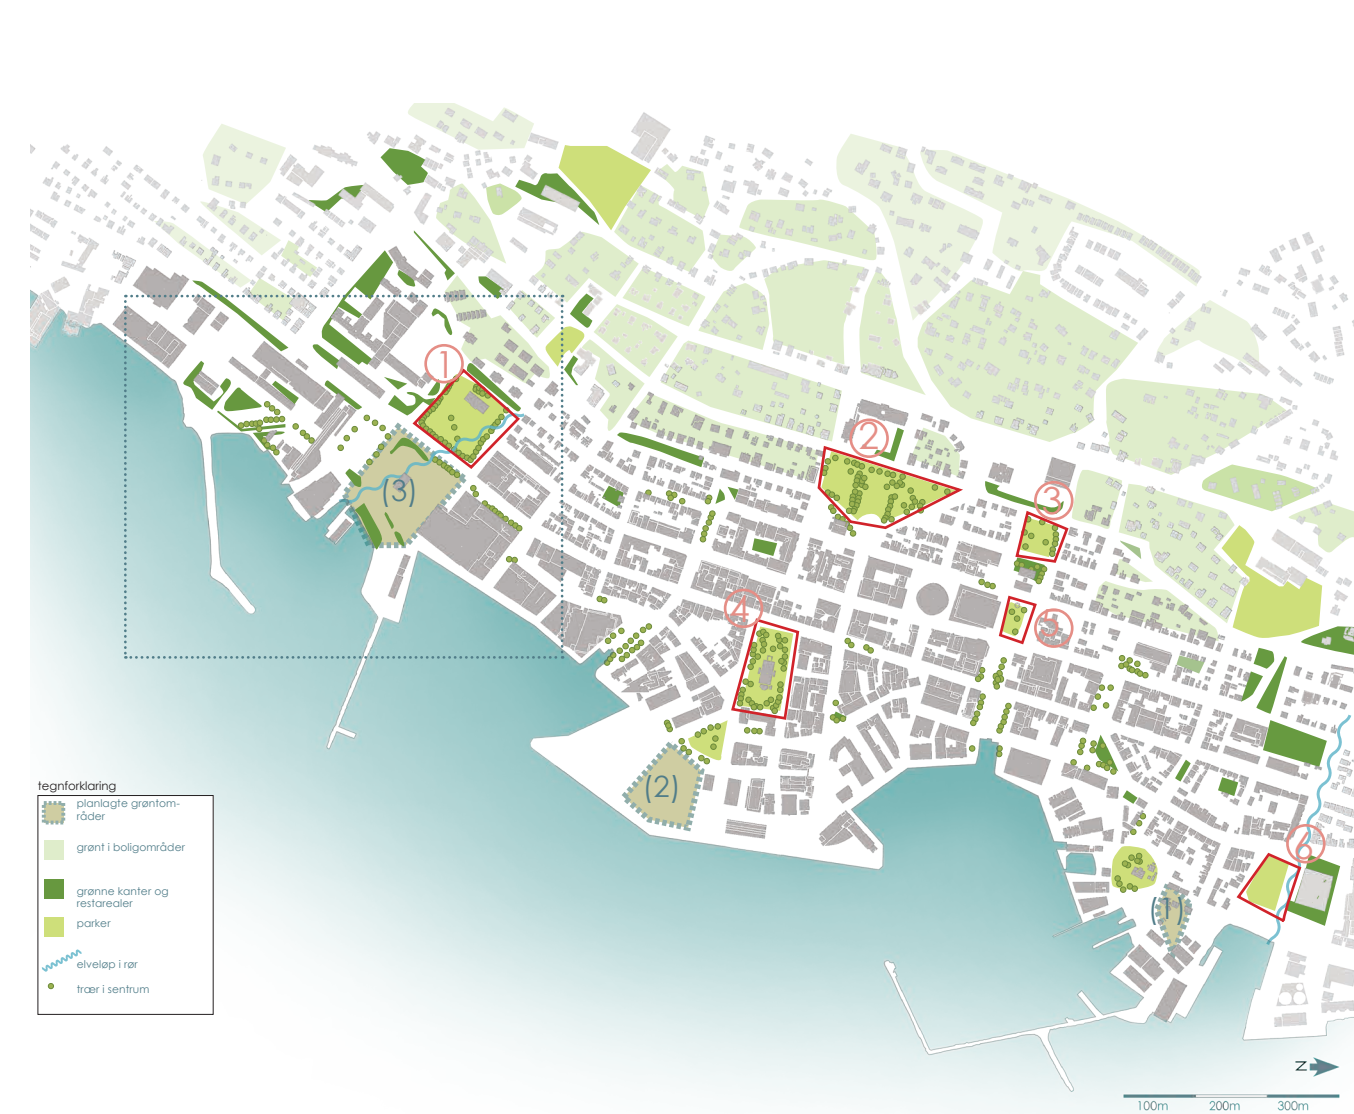 1
2
3
(3)
4
5
(2)
tegnforklaring
planlagte grøntom-
råder
grønt i boligområder
grønne kanter og
restarealer
parker
elveløp i rør
trær i sentrum
6
(1)
N
100m 200m 300m